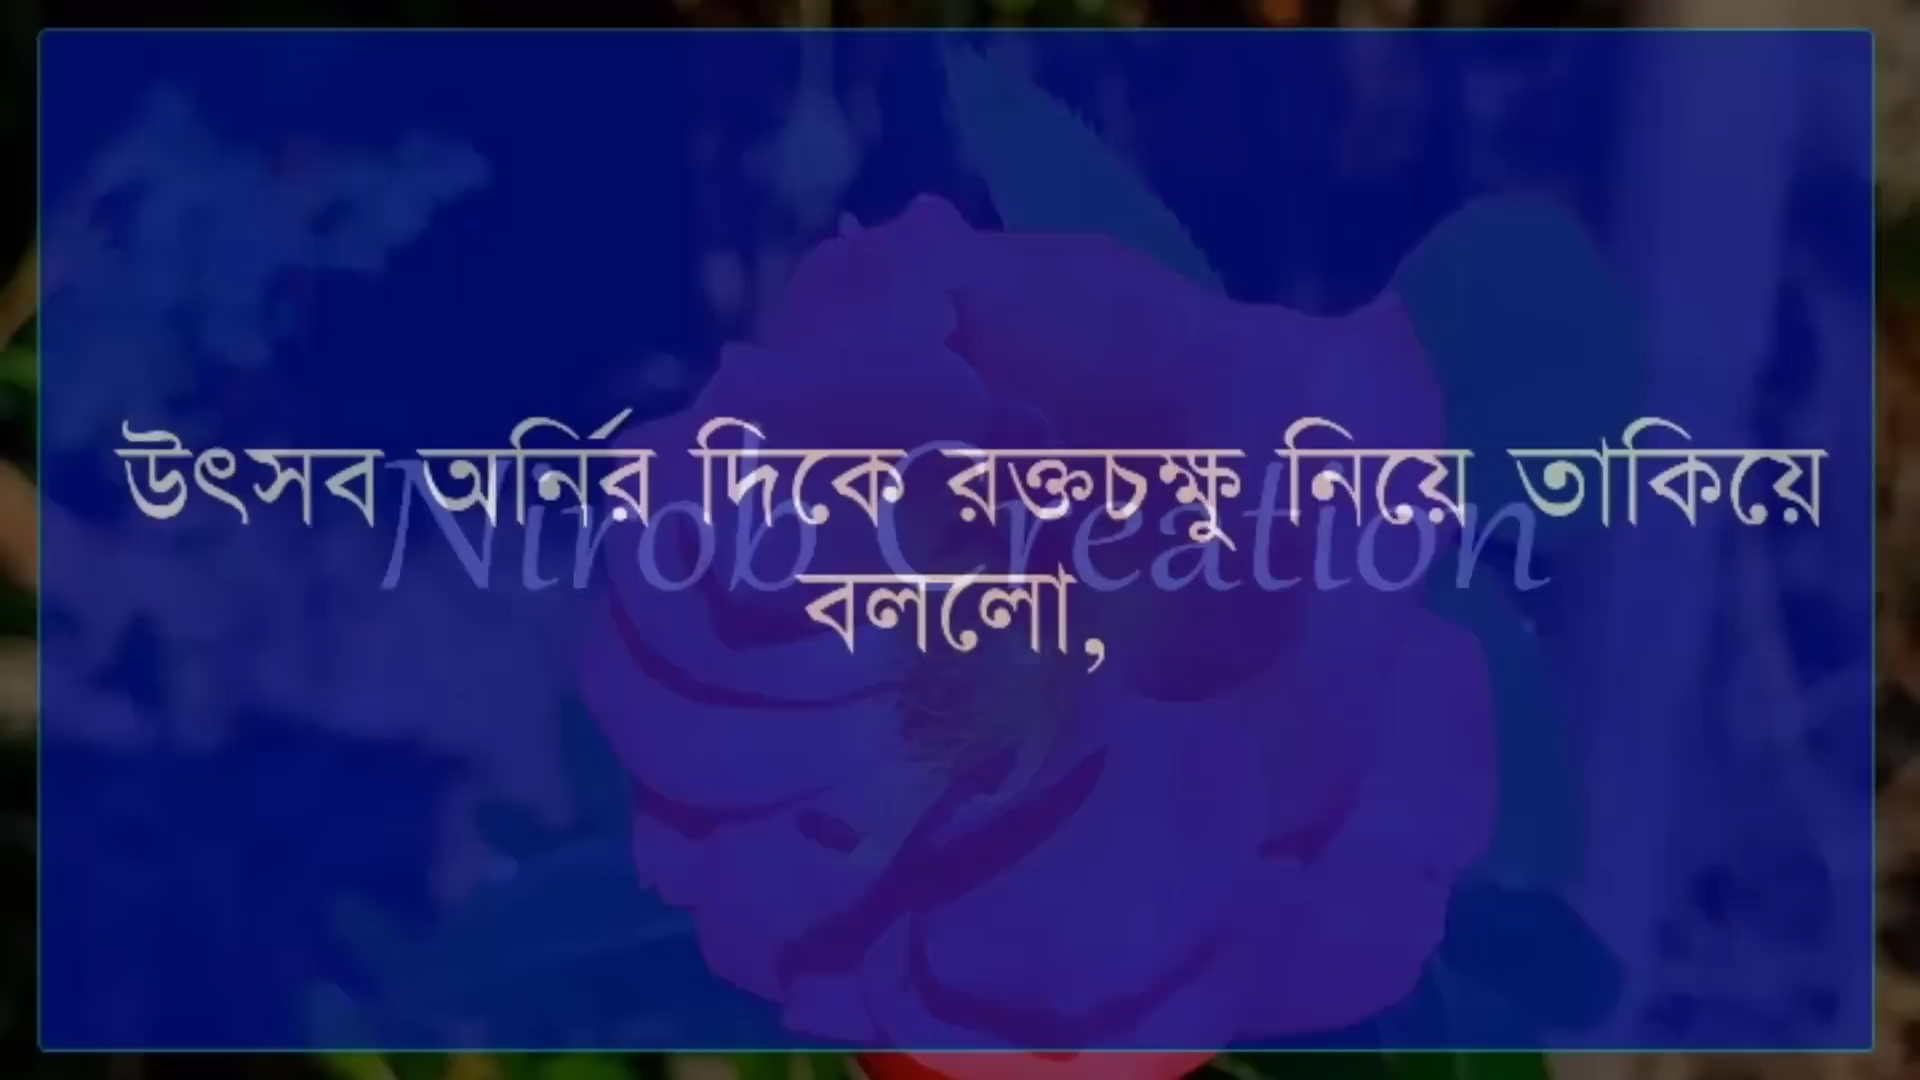 উৎসব অর্নির দিকে রক্তচক্ষু নিয়ে তাকিয়ে
Nirob Creation
বললো,